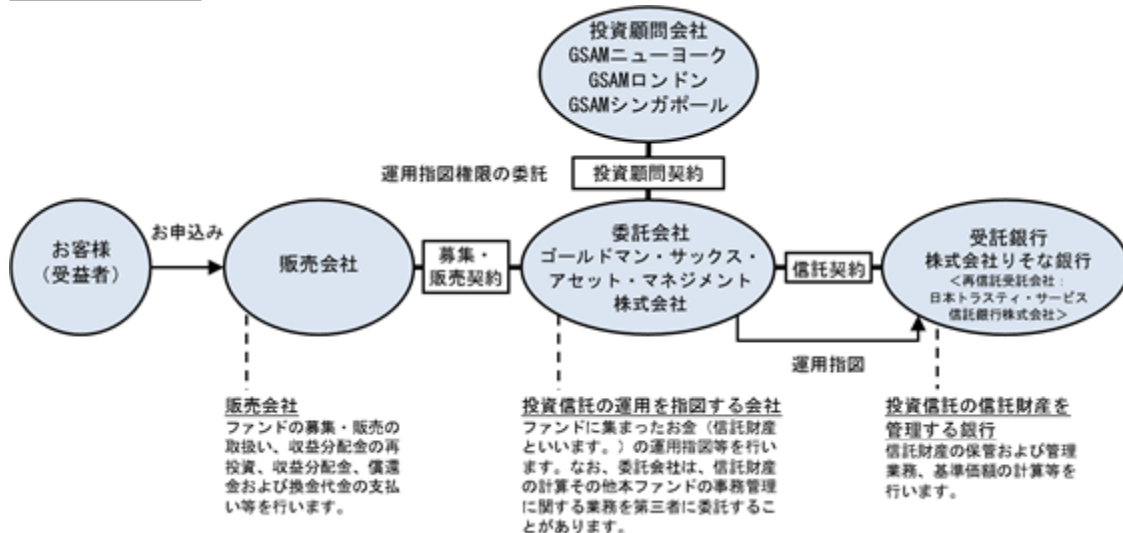 投資顧問会社
GSAMニューヨーク
GSAMロンドン
GSAMシンガポール
運用指図権限の委託
投資顧問契約
お客様
（受益者）
お申込み
販売会社
募集・
販売契約
委託会社
ゴールドマン・サックス・
アセット・マネジメント
株式会社
信託契約
受託銀行
株式会社りそな銀行
＜再信託受託会社：
日本トラスティ・サービス
信託銀行株式会社＞
運用指図
販売会社
ファンドの募集・販売の
取扱い、収益分配金の再
投資、収益分配金、償還
金および換金代金の支払
い等を行います。
投資信託の運用を指図する会社
ファンドに集まったお金（信託財産
といいます。）の運用指図等を行い
ます。なお、委託会社は、信託財産
の計算その他本ファンドの事務管理
に関する業務を第三者に委託するこ
とがあります。
投資信託の信託財産を
管理する銀行
信託財産の保管および管理
業務、基準価額の計算等を
行います。